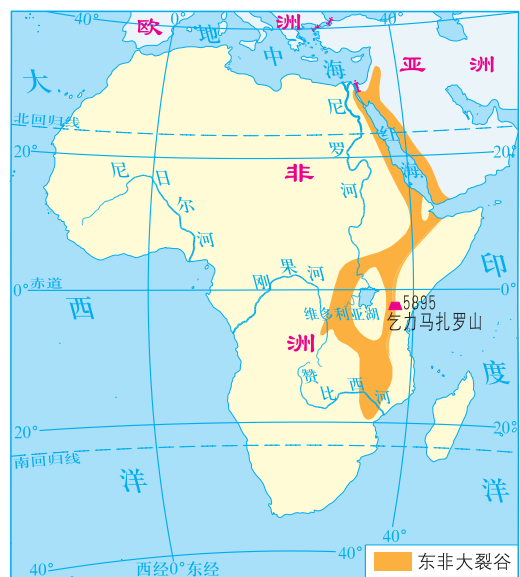 40°
0°
40°
欧
洲
亚
洲
地
中
海
大
西
洋
北回归线
20°
20°
尼
罗
河
红
海
非
洲
尼
日
尔
河
刚
果
河
0°赤道
0°
印
度
洋
维多利亚湖
5895
乞力马扎罗山
赞
比
西
河
20°
20°
南回归线
40°
40°
40°
西经0°东经
东非大裂谷